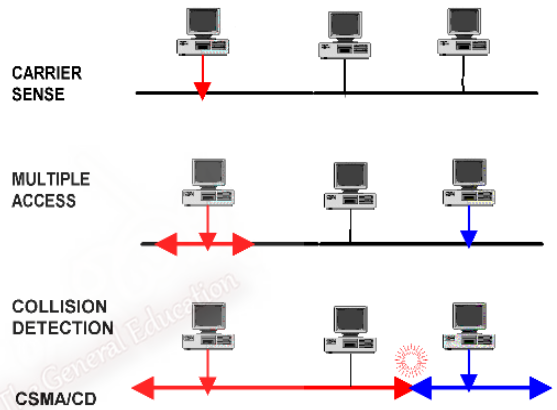 CARRIER
SENSE
MULTIPLE
ACCESS
COLLISION
DETECTION
The General Education
CSMA/CD